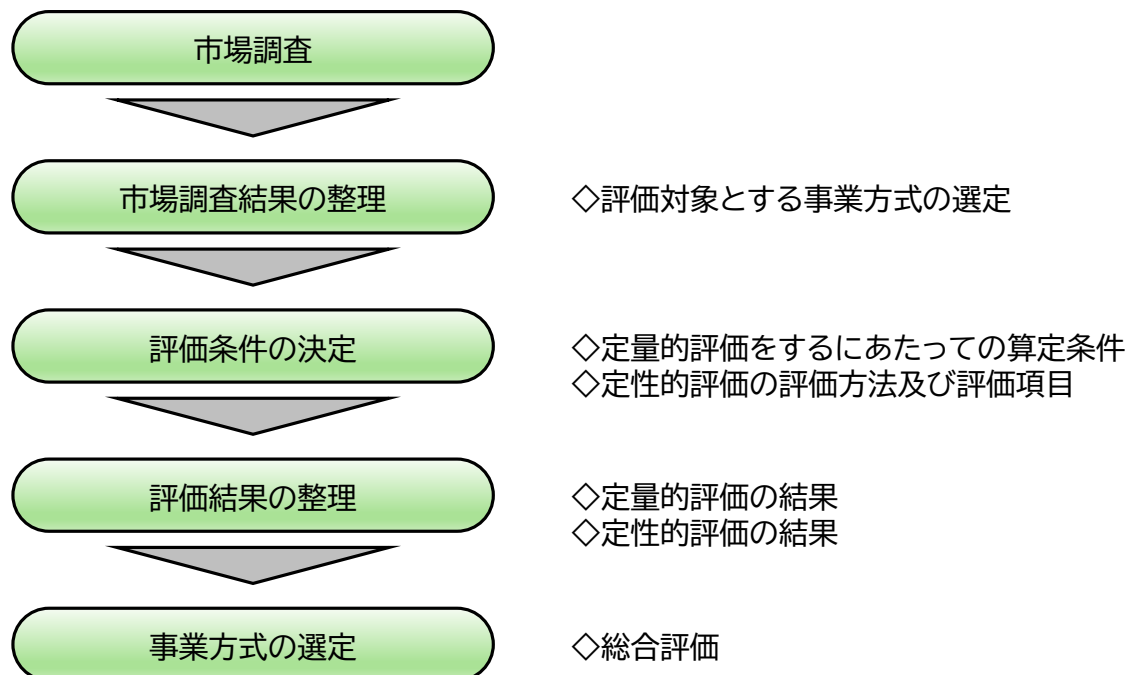 市場調査
市場調査結果の整理
◇評価対象とする事業方式の選定
評価条件の決定
◇定量的評価をするにあたっての算定条件
◇定性的評価の評価方法及び評価項目
評価結果の整理
◇定量的評価の結果
◇定性的評価の結果
事業方式の選定
◇総合評価